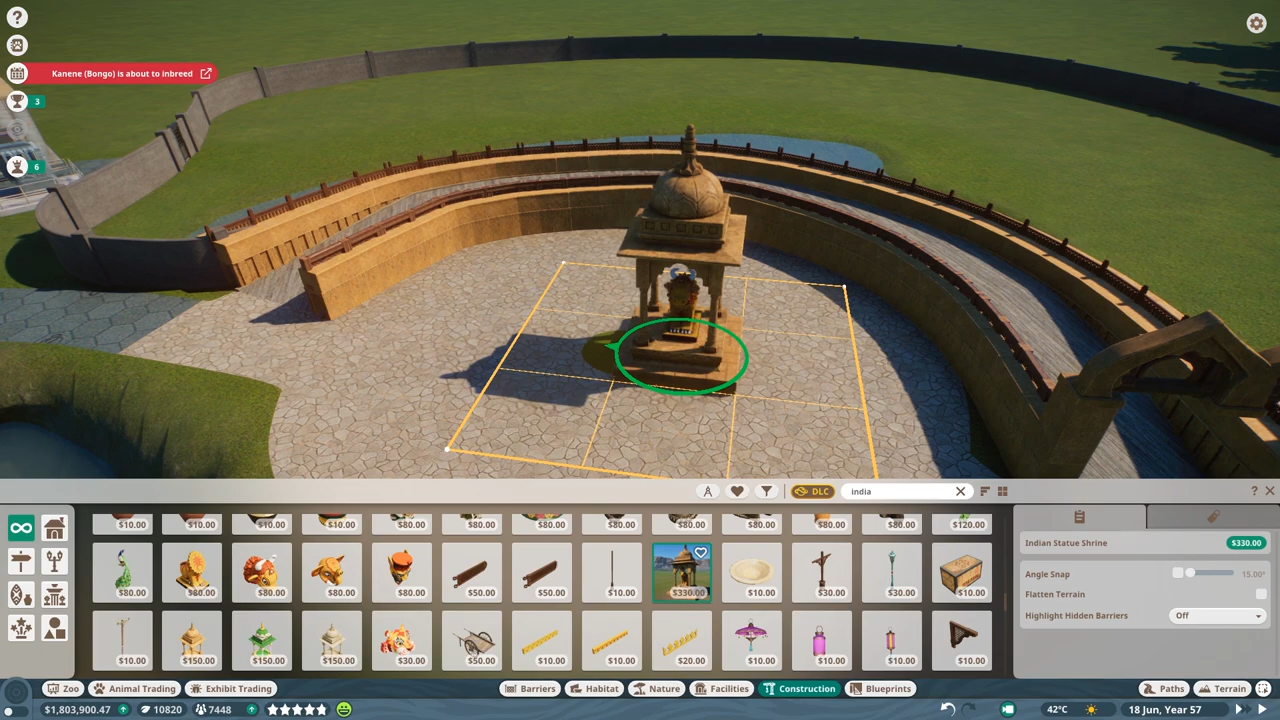 ?
Kanene (Bongo) is about to inbreed
3
6
DLC
india
?
$10.00
$10.00
$10.00
$10.00
$80.00
$80.00
$80.00
$80.00
$80.00
$80.00
$80.00
$80.00
$120.00
$80.00
$80.00
$80.00
$80.00
$80.00
$50.00
$50.00
$10.00
$330.00
$10.00
$30.00
$30.00
$10.00
$10.00
$150.00
$150.00
$150.00
$30.00
$50.00
$10.00
$10.00
$20.00
$10.00
$10.00
$10.00
$10.00
Indian Statue Shrine
$330.00
Angle Snap
15.00°
Flatten Terrain
Highlight Hidden Barriers
Off
Zoo
Animal Trading
Exhibit Trading
Barriers
Habitat
Nature
Facilities
Construction
Blueprints
Paths
Terrain
$1,803,900.47
10820
7448
42°C
18 Jun, Year 57